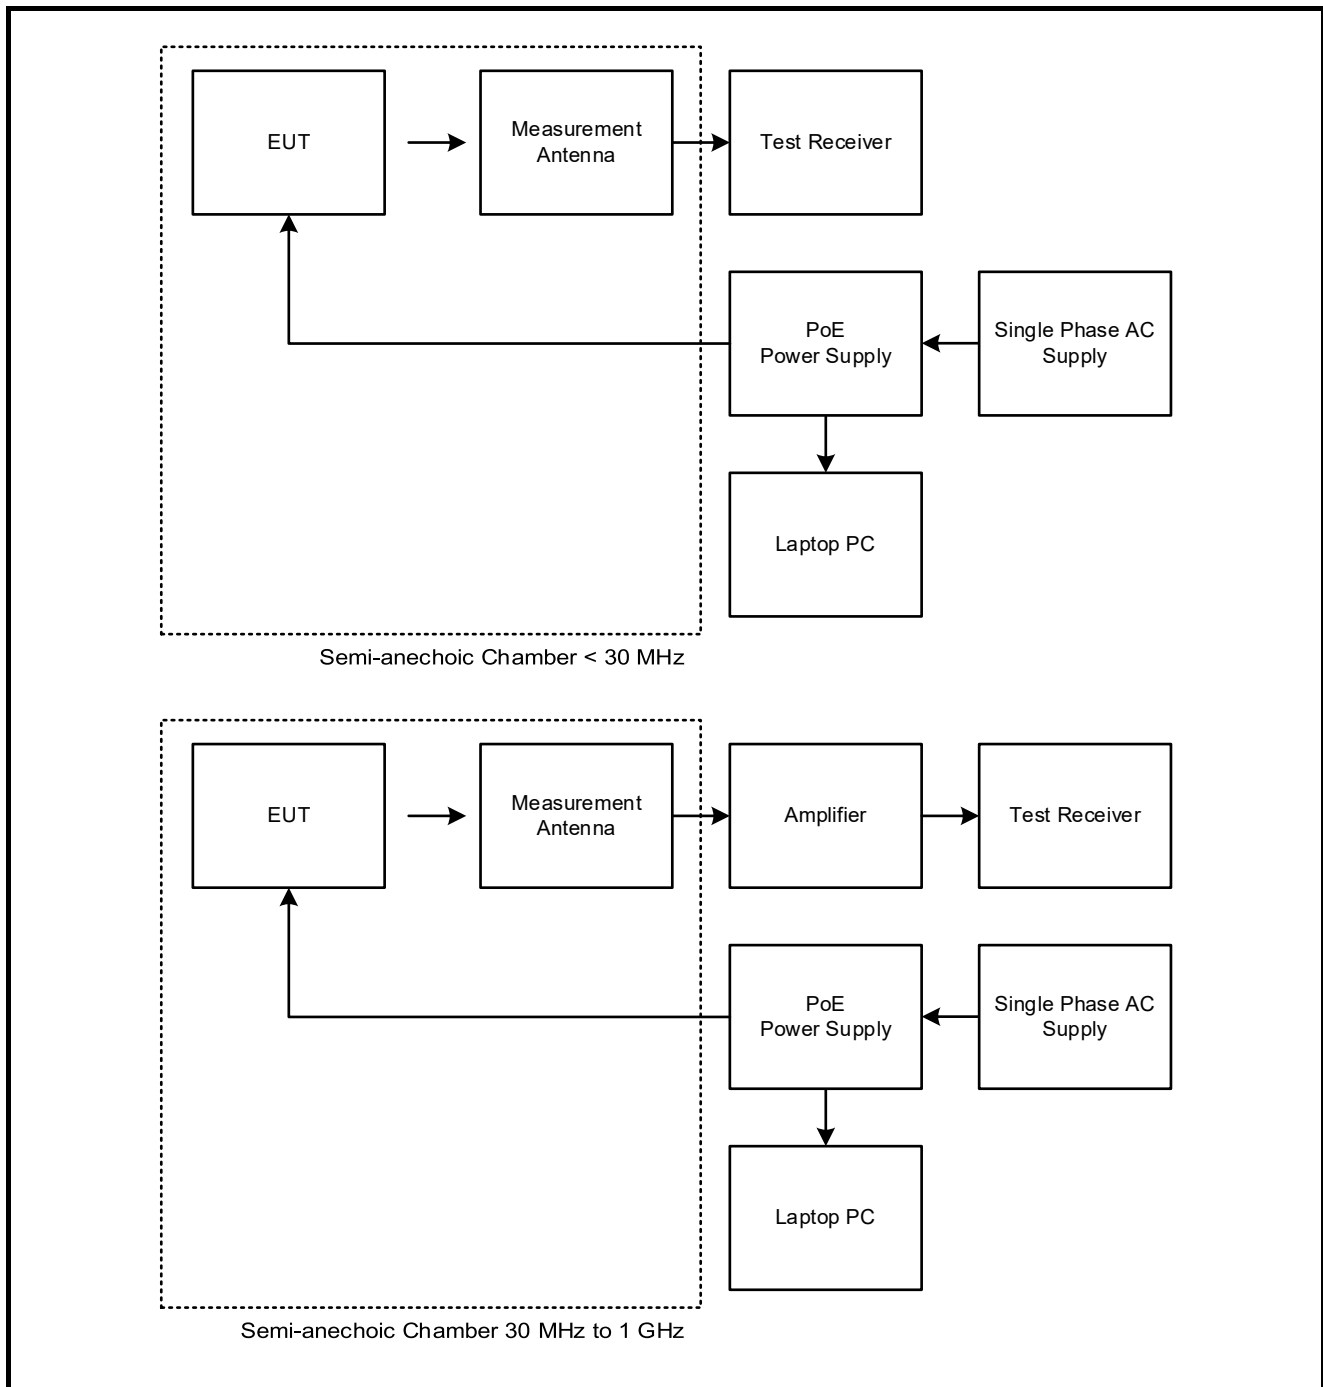 EUT
Measurement
Antenna
Test Receiver
PoE
Power Supply
Single Phase AC
Supply
Laptop PC
Semi-anechoic Chamber < 30 MHz
EUT
Measurement
Antenna
Amplifier
Test Receiver
PoE
Power Supply
Single Phase AC
Supply
Laptop PC
Semi-anechoic Chamber 30 MHz to 1 GHz